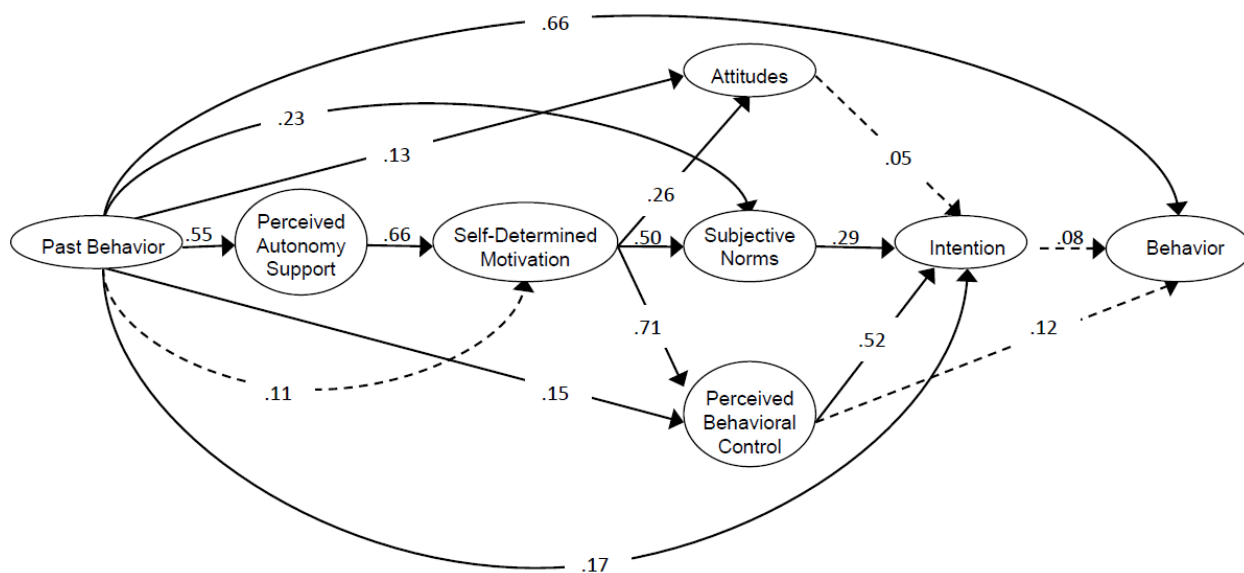 .66
Attitudes
.23
.13
.05
.26
Past Behavior
.55
Perceived
Autonomy
Support
.66
Self-Determined
Motivation
.50
Subjective
Norms
.29
Intention
.08
Behavior
.71
.52
.12
.11
.15
Perceived
Behavioral
Control
.17